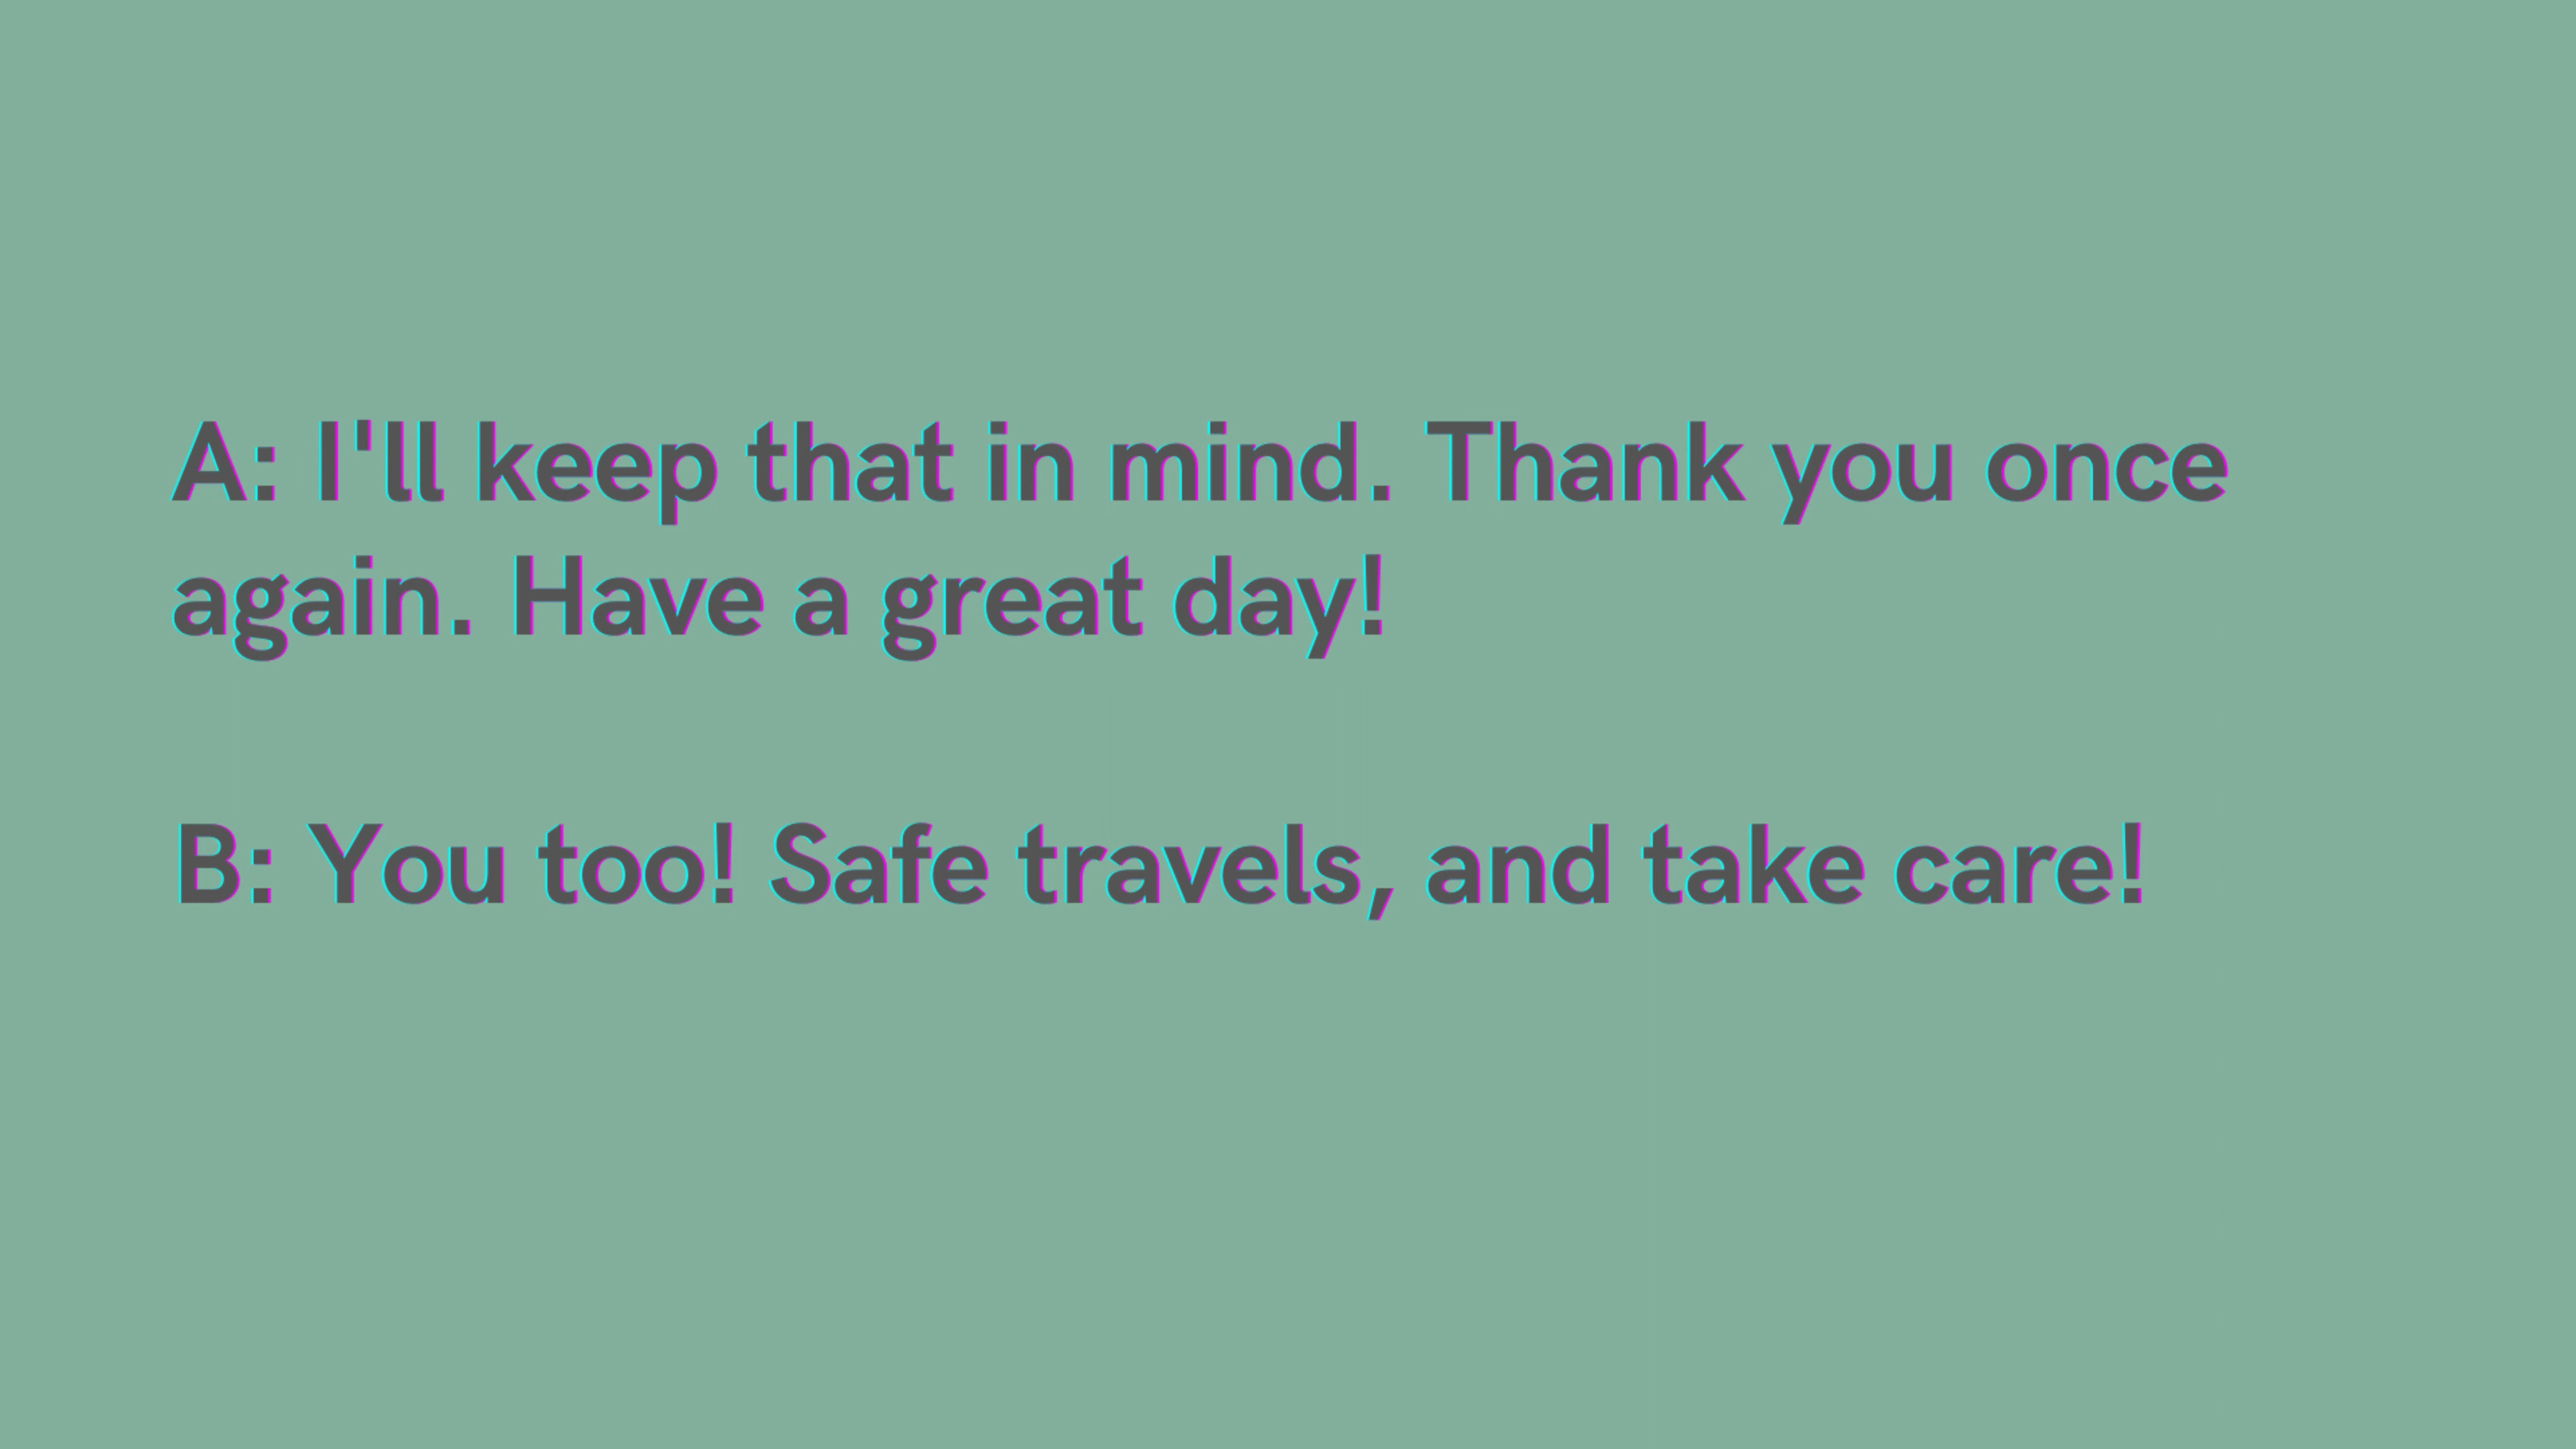 A: I'll keep that in mind. Thank you once
again. Have a great day!
B: You too! Safe travels, and take care!